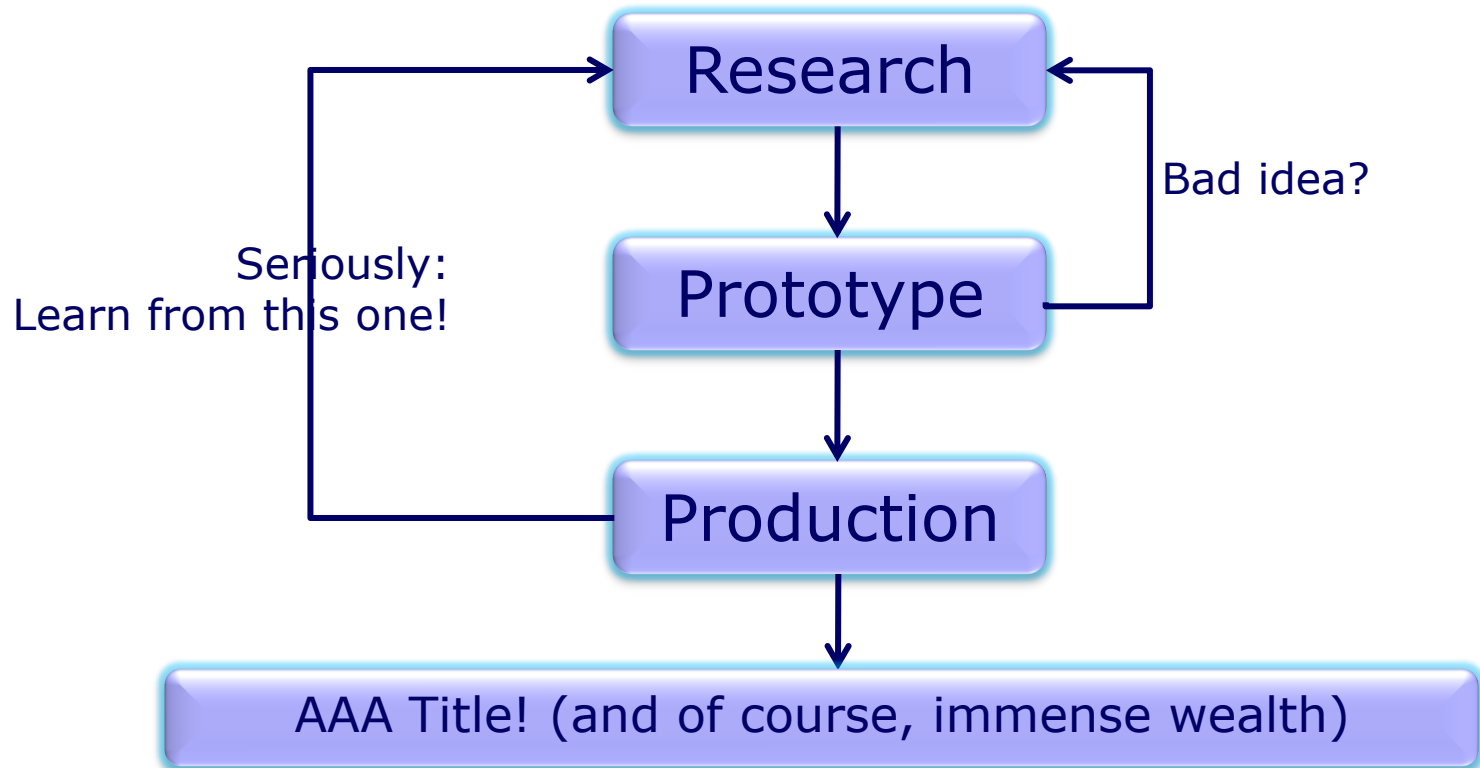 Research
Bad idea?
Seriously:
Learn from this one!
Prototype
Production
AAA Title! (and of course, immense wealth)